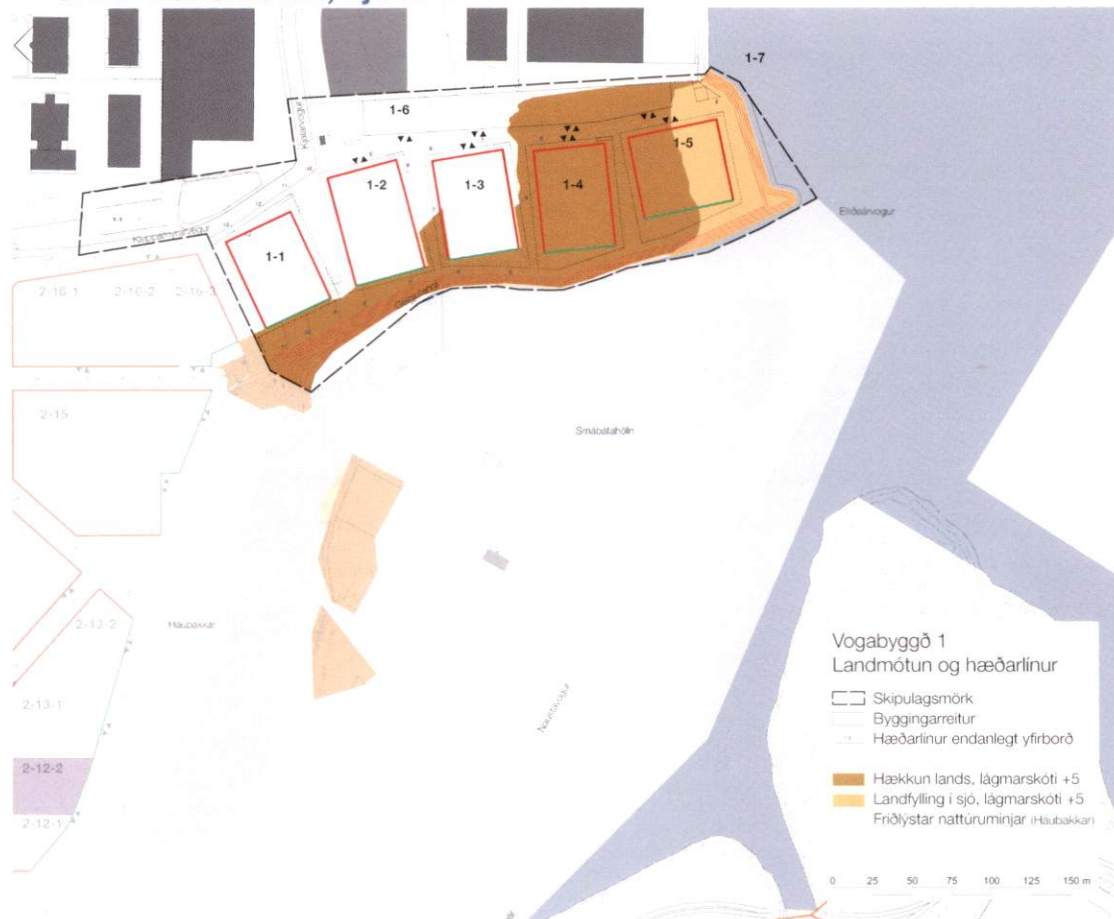 1-7
1-6
1-5
1-2
1-3
1-4
1-1
Kleppsmýrarvegur
Elliðaárvogur
2-16-1
2-16-2
2-16-3
2-15
Smábátahöfn
2-13-2
Háubakkar
2-13-1
Naustavogur
2-12-2
2-12-1
Vogabyggð 1
Landmótun og hæðarlínur
Skipulagsmörk
Byggingarreitur
Hæðarlínur endanlegt yfirborð
Hækkun lands, lágmarskóti +5
Landfylling í sjó, lágmarskóti +5
Friðlýstar nattúruminjar (Háubakkar)
0 25 50 75 100 125 150 m